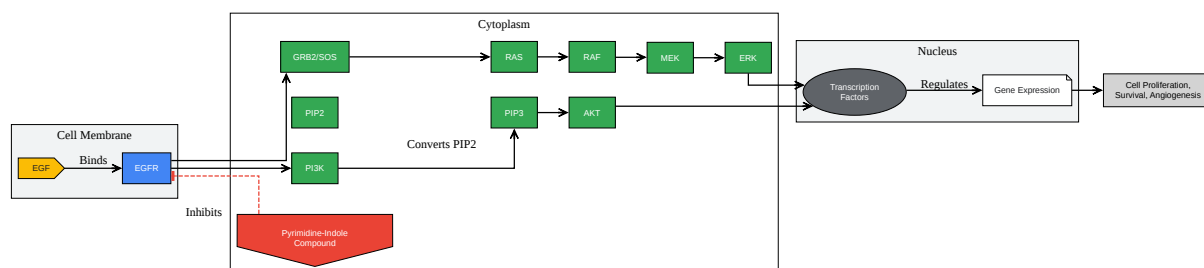 Cytoplasm
GRB2/SOS
RAS
RAF
MEK
ERK
Nucleus
Transcription
Factors
Regulates
Gene Expression
Cell Proliferation,
Survival, Angiogenesis
PIP2
PIP3
AKT
Cell Membrane
EGF
Binds
EGFR
PI3K
Converts PIP2
Inhibits
Pyrimidine-Indole
Compound